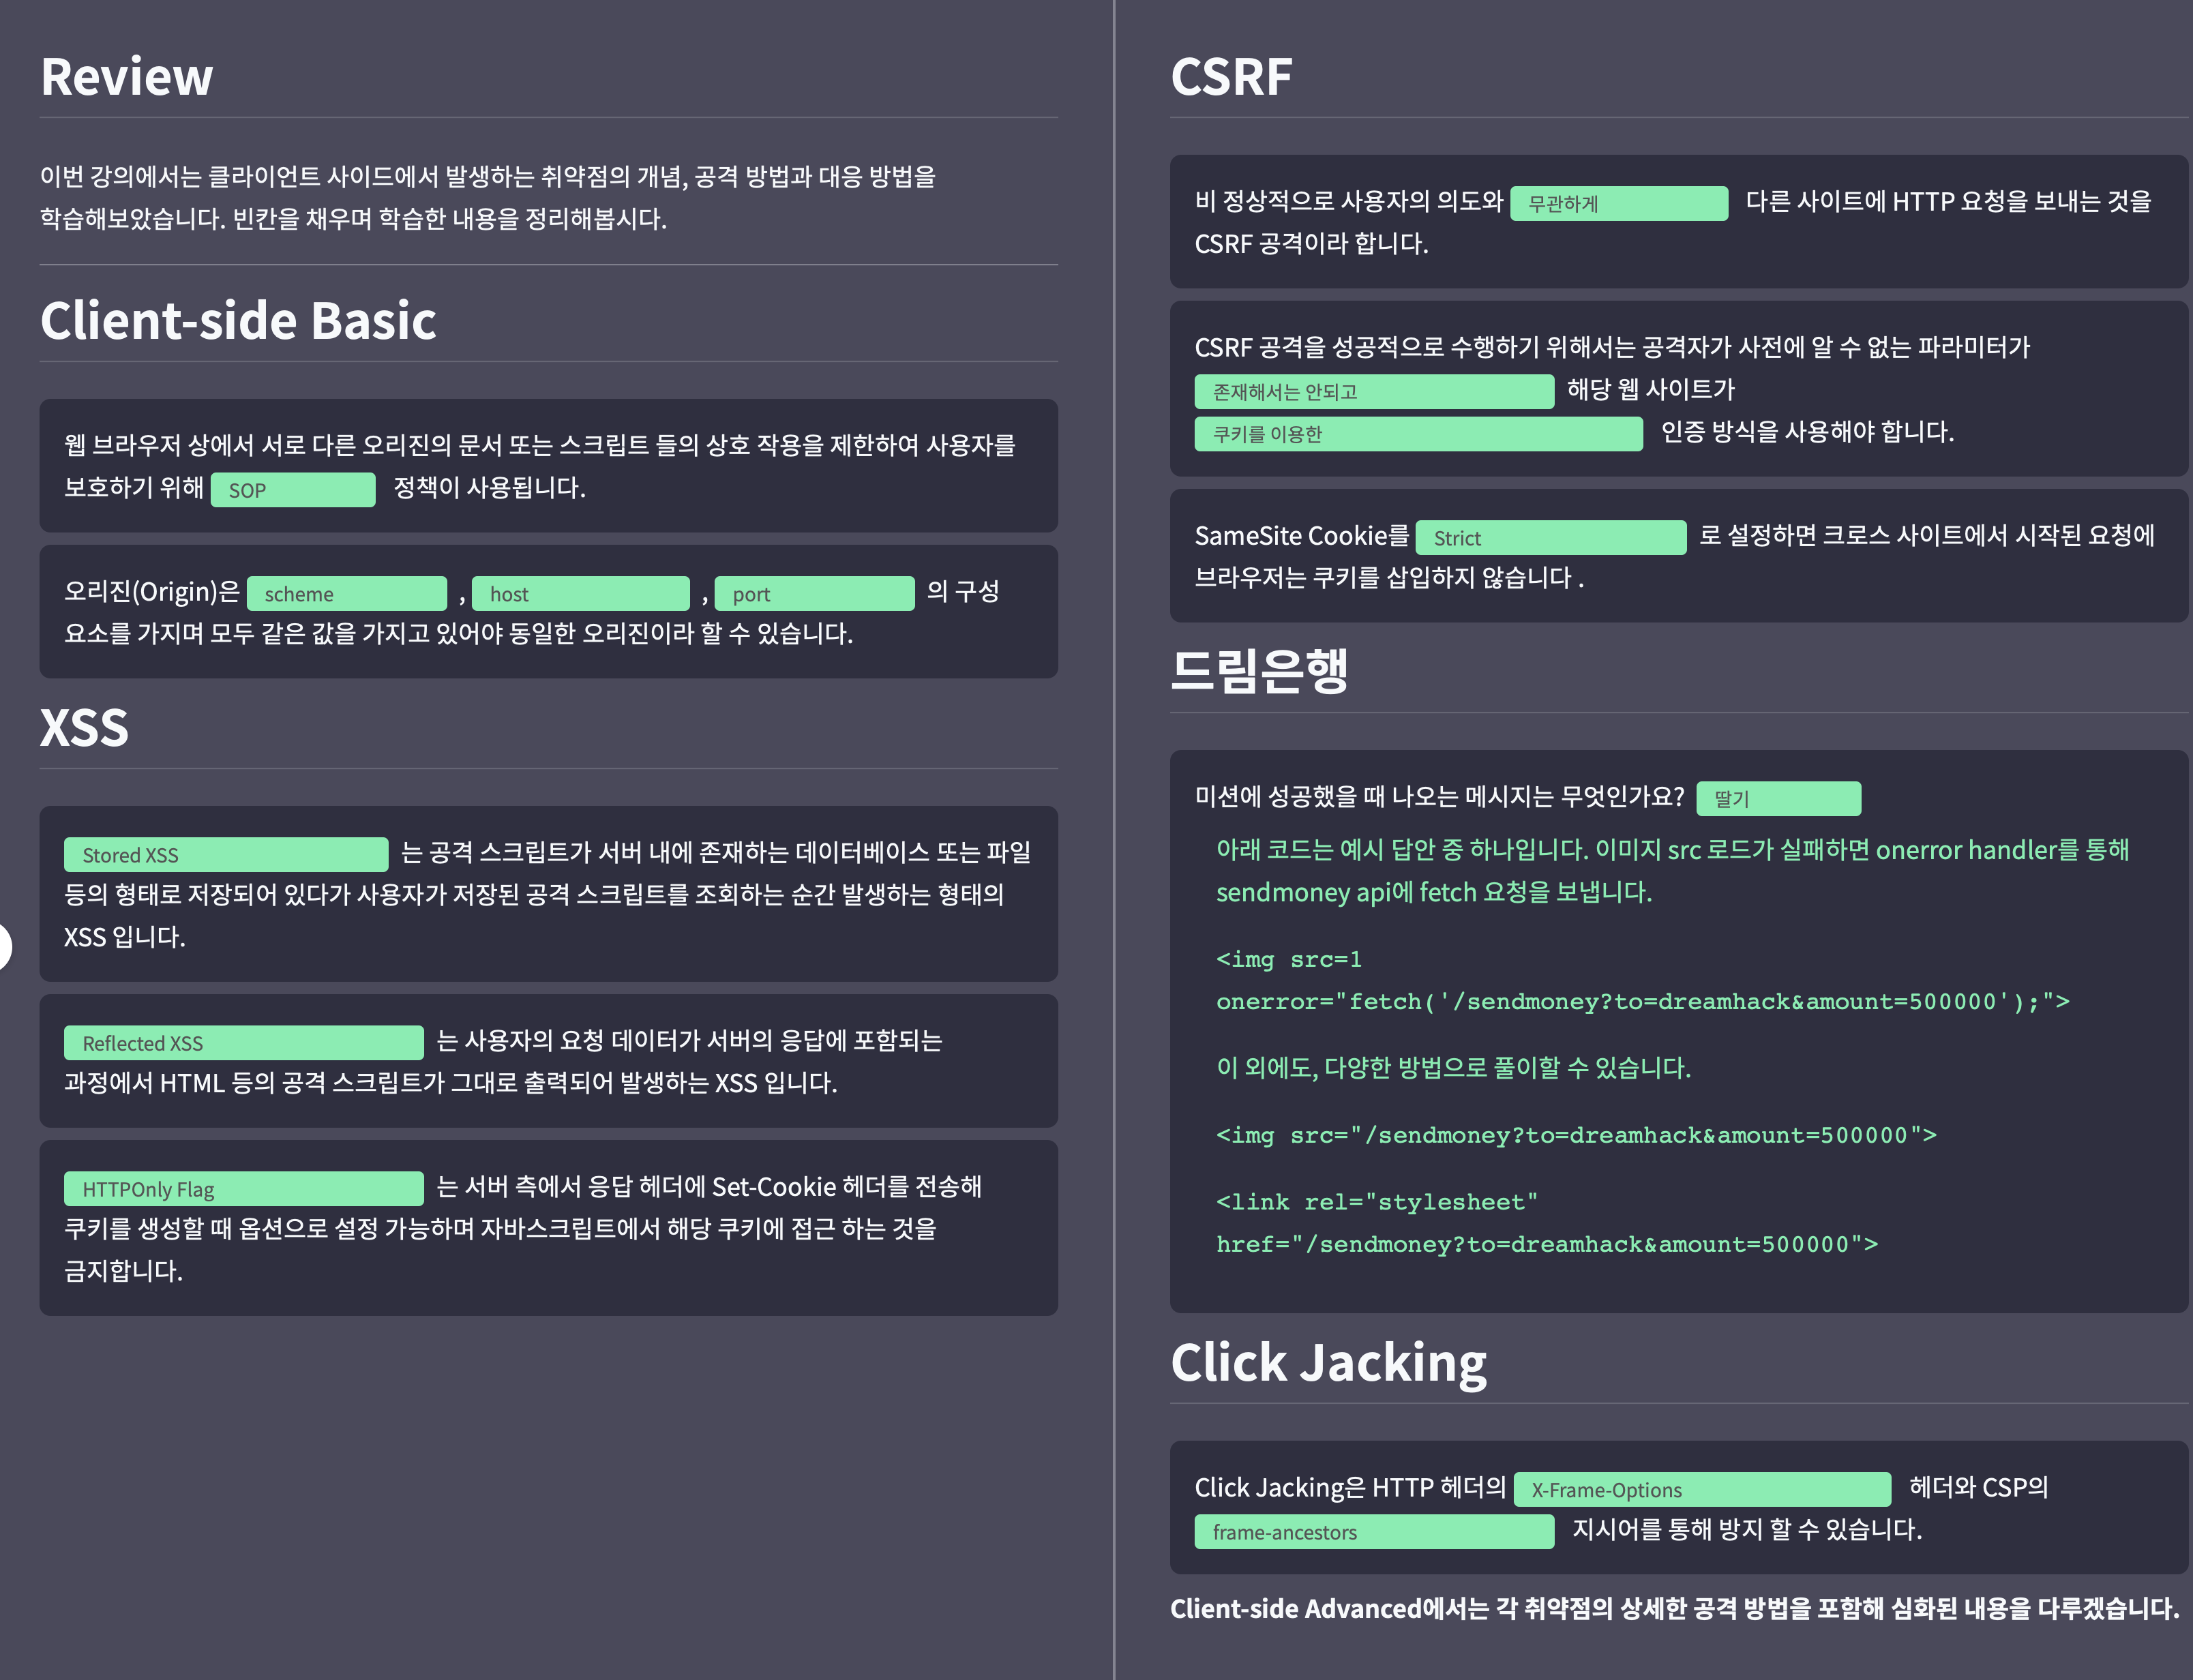 Review
이번 강의에서는 클라이언트 사이드에서 발생하는 취약점의 개념, 공격 방법과 대응 방법을
학습해보았습니다. 빈칸을 채우며 학습한 내용을 정리해봅시다.
Client-side Basic
웹 브라우저 상에서 서로 다른 오리진의 문서 또는 스크립트 들의 상호 작용을 제한하여 사용자를
보호하기 위해 SOP 정책이 사용됩니다.
오리진(Origin)은 scheme , host , port 의 구성
요소를 가지며 모두 같은 값을 가지고 있어야 동일한 오리진이라 할 수 있습니다.
XSS
Stored XSS 는 공격 스크립트가 서버 내에 존재하는 데이터베이스 또는 파일
등의 형태로 저장되어 있다가 사용자가 저장된 공격 스크립트를 조회하는 순간 발생하는 형태의
XSS 입니다.
Reflected XSS 는 사용자의 요청 데이터가 서버의 응답에 포함되는
과정에서 HTML 등의 공격 스크립트가 그대로 출력되어 발생하는 XSS 입니다.
HTTPOnly Flag 는 서버 측에서 응답 헤더에 Set-Cookie 헤더를 전송해
쿠키를 생성할 때 옵션으로 설정 가능하며 자바스크립트에서 해당 쿠키에 접근 하는 것을
금지합니다.
CSRF
비 정상적으로 사용자의 의도와 무관하게 다른 사이트에 HTTP 요청을 보내는 것을
CSRF 공격이라 합니다.
CSRF 공격을 성공적으로 수행하기 위해서는 공격자가 사전에 알 수 없는 파라미터가
존재해서는 안되고 해당 웹 사이트가
쿠키를 이용한 인증 방식을 사용해야 합니다.
SameSite Cookie를 Strict 로 설정하면 크로스 사이트에서 시작된 요청에
브라우저는 쿠키를 삽입하지 않습니다 .
드림은행
미션에 성공했을 때 나오는 메시지는 무엇인가요? 딸기
아래 코드는 예시 답안 중 하나입니다. 이미지 src 로드가 실패하면 onerror handler를 통해
sendmoney api에 fetch 요청을 보냅니다.
<img src=1
onerror="fetch('/sendmoney?to=dreamhack&amount=500000');">
이 외에도, 다양한 방법으로 풀이할 수 있습니다.
<img src="/sendmoney?to=dreamhack&amount=500000">
<link rel="stylesheet"
href="/sendmoney?to=dreamhack&amount=500000">
Click Jacking
Click Jacking은 HTTP 헤더의 X-Frame-Options 헤더와 CSP의
frame-ancestors 지시어를 통해 방지 할 수 있습니다.
Client-side Advanced에서는 각 취약점의 상세한 공격 방법을 포함해 심화된 내용을 다루겠습니다.